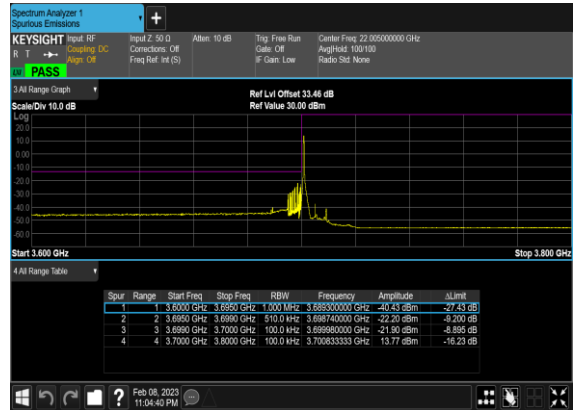 Spectrum Analyzer 1
Spurious Emissions
+
KEYSIGHT Input: RF Input Z: 50 Ω Atten: 10 dB Trig: Free Run Center Freq: 22.005000000 GHz
R T Coupling: DC Corrections: Off Gate: Off Avg|Hold: 100/100
Align: Off Freq Ref: Int (S) IF Gain: Low Radio Std: None
PASS
3 All Range Graph Ref Lvl Offset 33.46 dB
Scale/Div 10.0 dB Ref Value 30.00 dBm
Log
20.0
10.0
0.00
-10.0
-20.0
-30.0
-40.0
-50.0
-60.0
Start 3.600 GHz Stop 3.800 GHz
4 All Range Table
Spur Range Start Freq Stop Freq RBW Frequency Amplitude ΔLimit
1 1 3.6000 GHz 3.6950 GHz 1.000 MHz 3.689300000 GHz -40.43 dBm -27.43 dB
2 2 3.6950 GHz 3.6990 GHz 510.0 kHz 3.698740000 GHz -22.20 dBm -9.200 dB
3 3 3.6990 GHz 3.7000 GHz 100.0 kHz 3.699980000 GHz -21.90 dBm -8.895 dB
4 4 3.7000 GHz 3.8000 GHz 100.0 kHz 3.700833333 GHz 13.77 dBm -16.23 dB
? Feb 08, 2023
11:04:40 PM